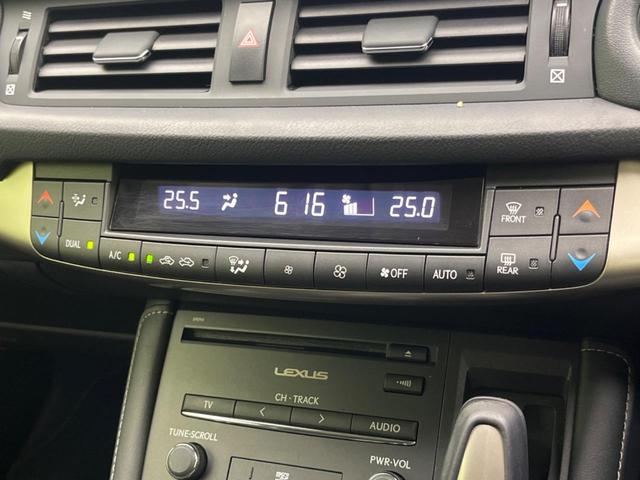 25.5 6 16 25.0
FRONT
DUAL A/C OFF AUTO REAR
LEXUS
CH · TRACK
TV < > AUDIO
TUNE·SCROLL
PWR·VOL